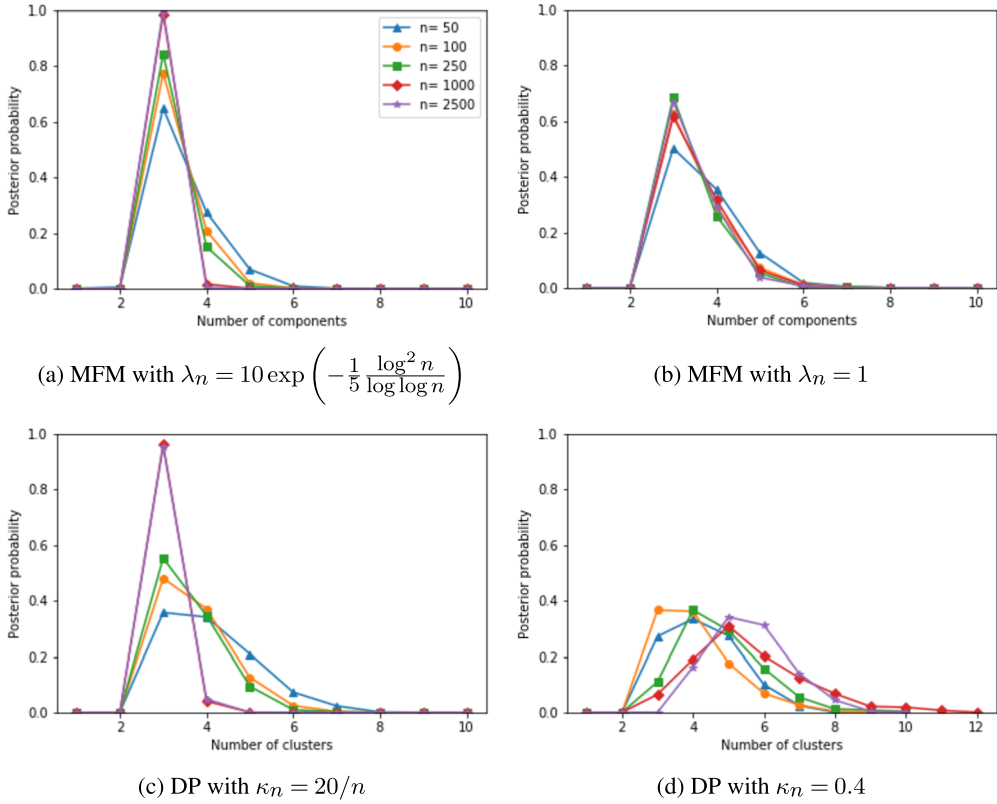 1.0
0.8
0.6
0.4
0.2
0.0
Posterior probability
2 4 6 8 10
Number of components
n= 50
n= 100
n= 250
n= 1000
n= 2500
(a) MFM with λn = 10 exp (−1/5 log² n / log log n)
1.0
0.8
0.6
0.4
0.2
0.0
Posterior probability
2 4 6 8 10
Number of components
(b) MFM with λn = 1
1.0
0.8
0.6
0.4
0.2
0.0
Posterior probability
2 4 6 8 10
Number of clusters
(c) DP with κn = 20/n
1.0
0.8
0.6
0.4
0.2
0.0
Posterior probability
2 4 6 8 10 12
Number of clusters
(d) DP with κn = 0.4